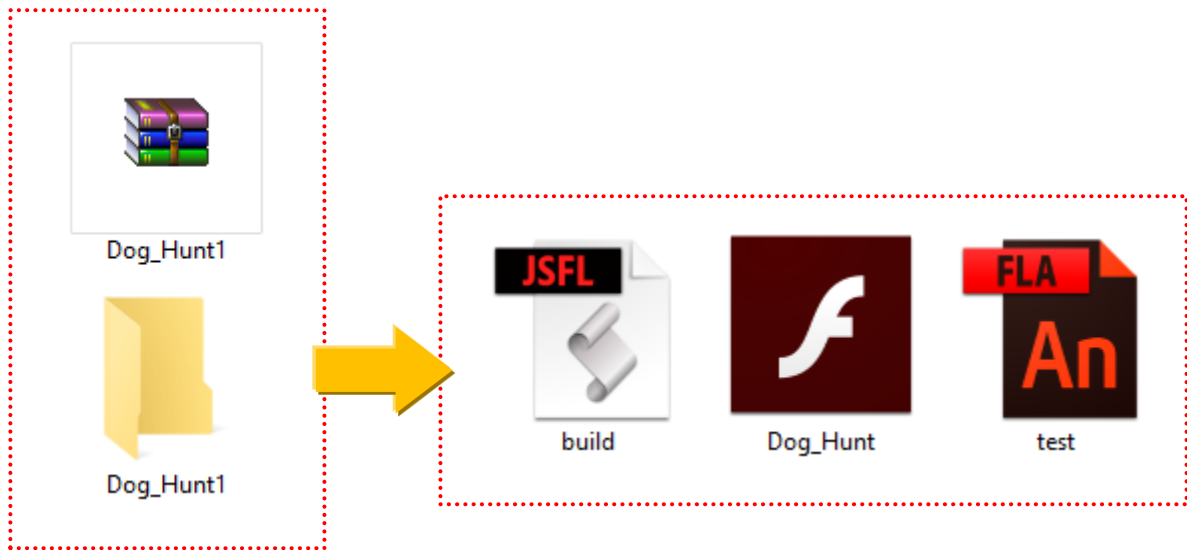 Dog_Hunt1
Dog_Hunt1
JSFL
build
Dog_Hunt
FLA
An
test